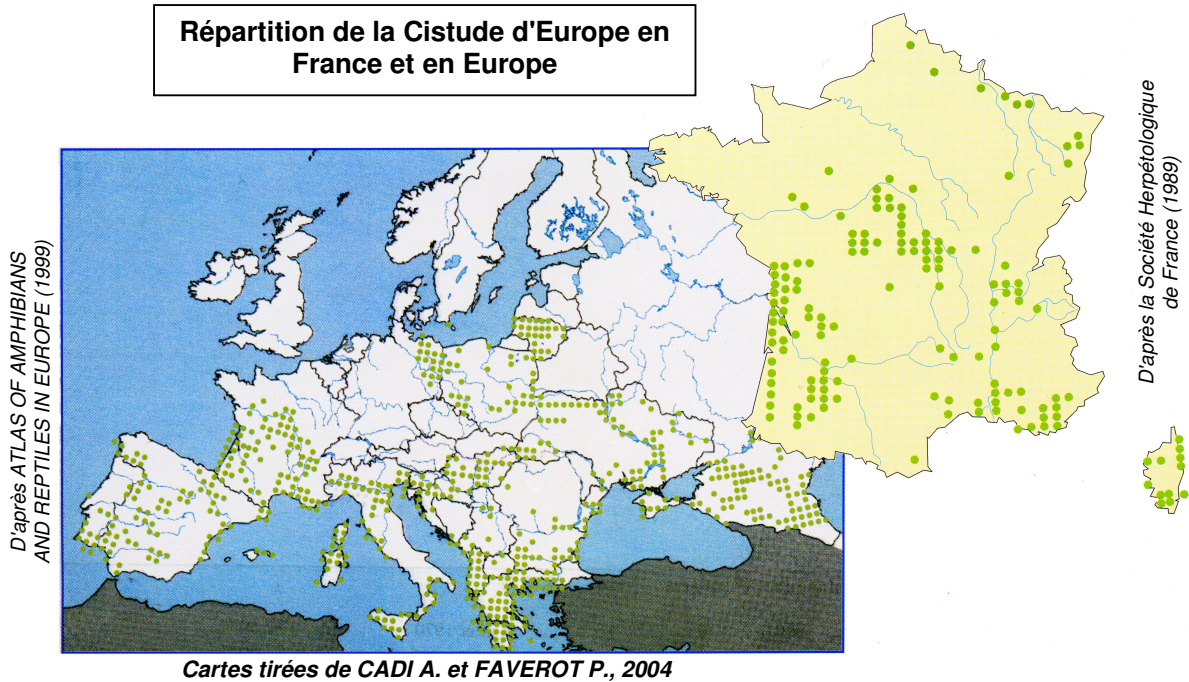 Répartition de la Cistude d'Europe en
France et en Europe
D'après ATLAS OF AMPHIBIANS
AND REPTILES IN EUROPE (1999)
D'après la Société Herpétologique
de France (1989)
Cartes tirées de CADI A. et FAVEROT P., 2004